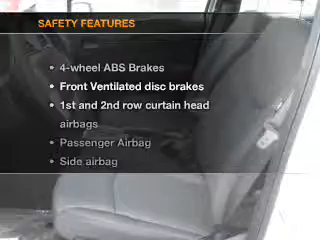 SAFETY FEATURES
• 4-wheel ABS Brakes
• Front Ventilated disc brakes
• 1st and 2nd row curtain head
airbags
• Passenger Airbag
• Side airbag